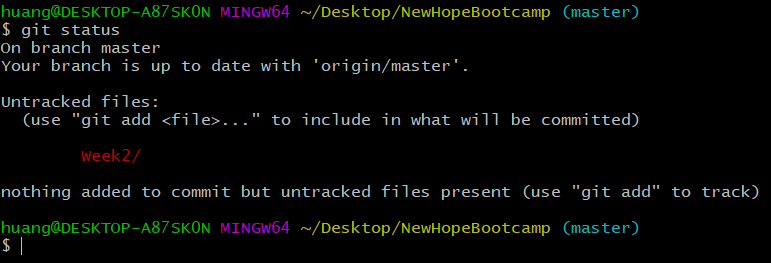 huang@DESKTOP-A87SK0N MINGW64 ~/Desktop/NewHopeBootcamp (master)
$ git status
On branch master
Your branch is up to date with 'origin/master'.
Untracked files:
(use "git add <file>..." to include in what will be committed)
Week2/
nothing added to commit but untracked files present (use "git add" to track)
huang@DESKTOP-A87SK0N MINGW64 ~/Desktop/NewHopeBootcamp (master)
$